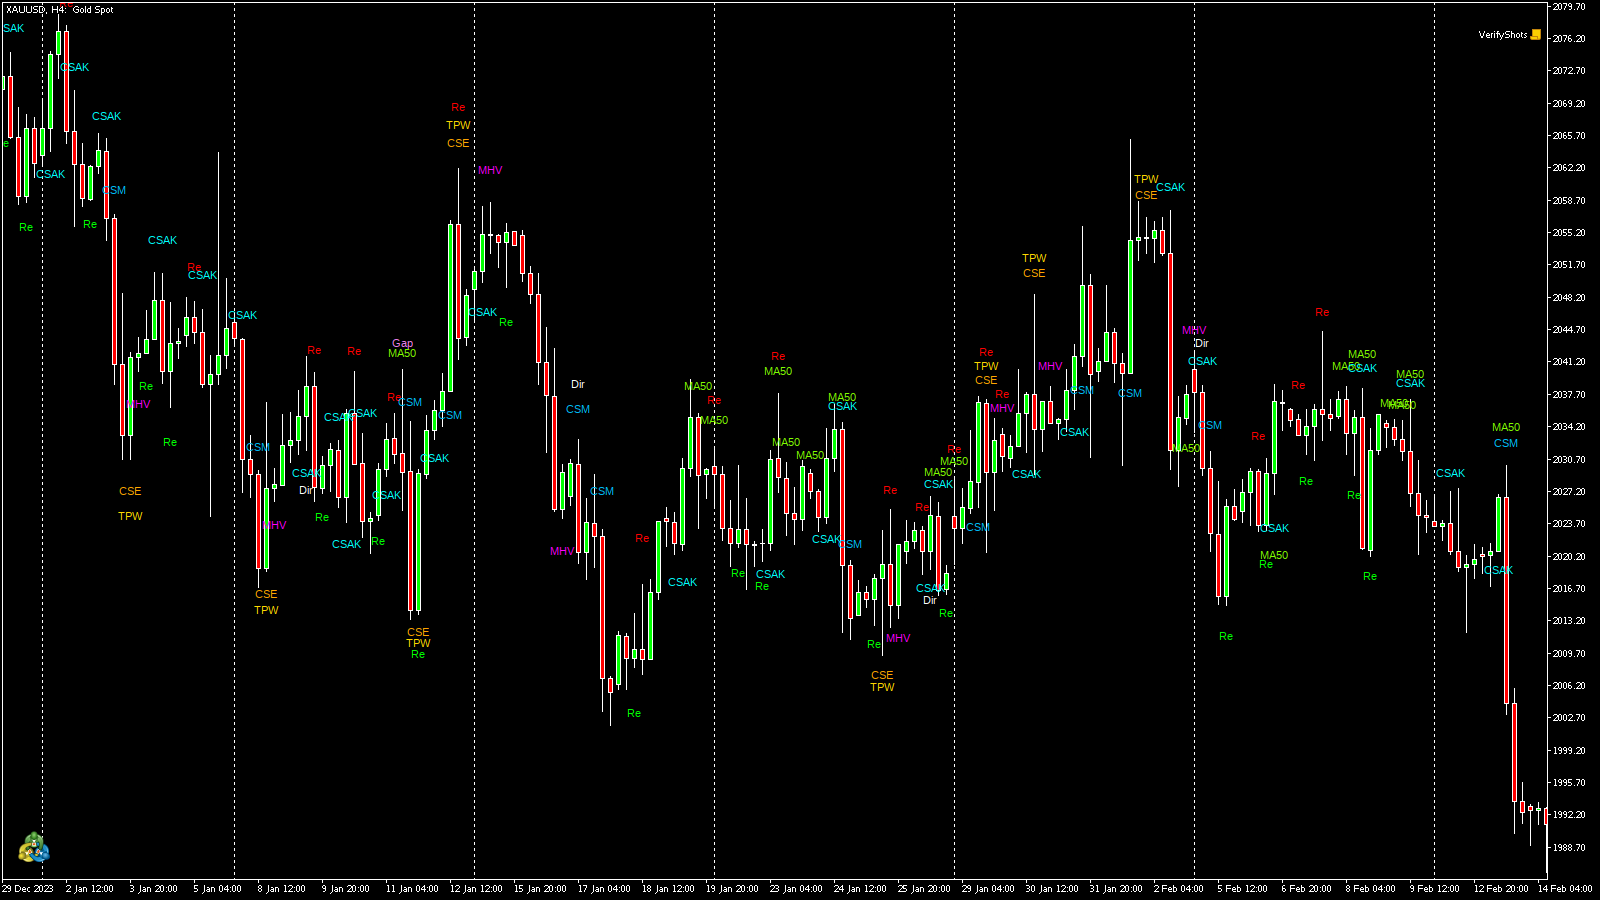 XAUUSD, H4: Gold Spot
Re
VerifyShots
CSAK
CSAK
CSAK
Re
TPW
CSE
e
CSAK
MHV
TPW
CSAK
CSE
CSM
Re
Re
CSAK
Re
CSAK
TPW
CSE
CSAK
CSAK
Re
Re
MHV
Gap
MA50
Re
Re
Re
Re
MA50
Dir
CSAK
MA50
CSAK
Re
TPW
CSE
MHV
Re
MA50
CSAK
MA50
CSAK
Re
MHV
Re
CSM
CSAK
CSAK
CSM
Dir
CSM
MA50
Re
MA50
MA50
CSAK
Re
MHV
CSM
CSM
CSAK
CSM
MA50
MA50
Re
CSM
CSAK
MA50
MA50
Re
MA50
MA50
CSAK
CSAK
MA50
Re
MA50
CSM
CSAK
CSE
TPW
Dir
CSAK
CSM
Re
Re
Re
Re
MHV
Re
CSAK
Re
CSM
CSAK
Re
CSAK
MHV
Re
CSAK
CSM
MA50
Re
CSAK
CSE
TPW
CSAK
Re
CSAK
Re
CSAK
Dir
Re
Re
CSE
TPW
Re
Re
MHV
Re
CSE
TPW
Re
2079.70
2076.20
2072.70
2069.20
2065.70
2062.20
2058.70
2055.20
2051.70
2048.20
2044.70
2041.20
2037.70
2034.20
2030.70
2027.20
2023.70
2020.20
2016.70
2013.20
2009.70
2006.20
2002.70
1999.20
1995.70
1992.20
1988.70
29 Dec 2023
2 Jan 12:00
3 Jan 20:00
5 Jan 04:00
8 Jan 12:00
9 Jan 20:00
11 Jan 04:00
12 Jan 12:00
15 Jan 20:00
17 Jan 04:00
18 Jan 12:00
19 Jan 20:00
23 Jan 04:00
24 Jan 12:00
25 Jan 20:00
29 Jan 04:00
30 Jan 12:00
31 Jan 20:00
2 Feb 04:00
5 Feb 12:00
6 Feb 20:00
8 Feb 04:00
9 Feb 12:00
12 Feb 20:00
14 Feb 04:00